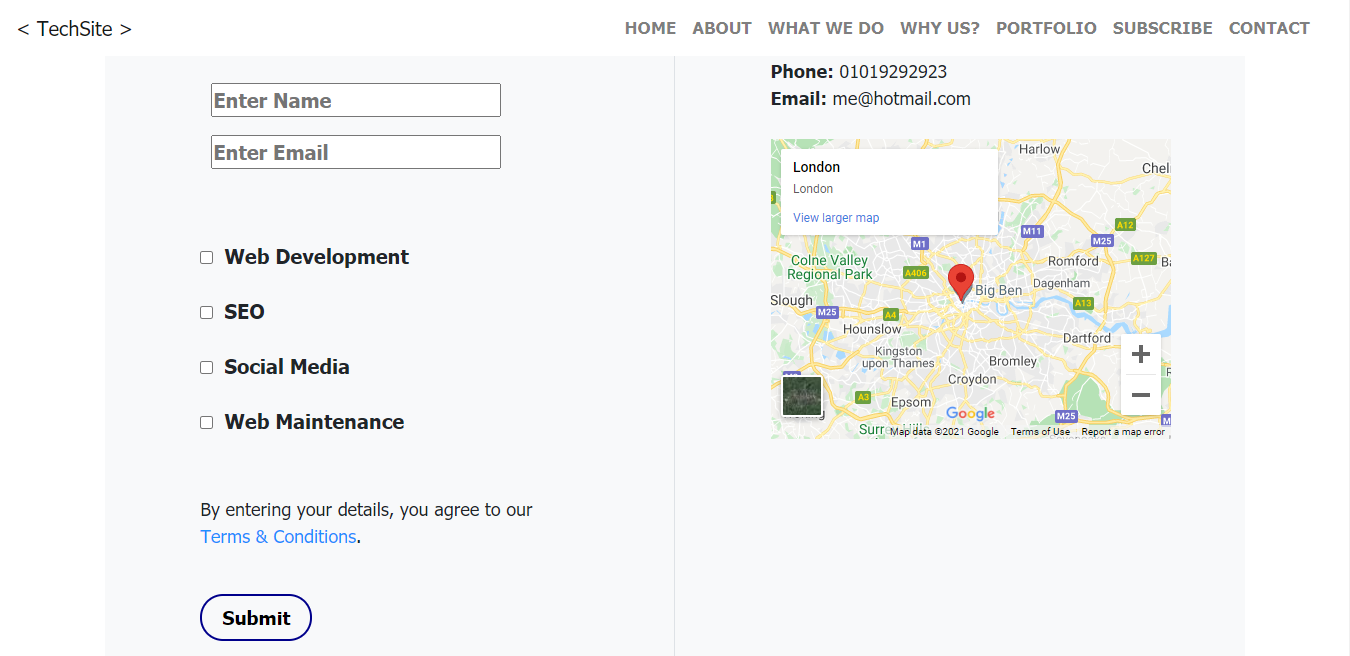 < TechSite >
HOME ABOUT WHAT WE DO WHY US? PORTFOLIO SUBSCRIBE CONTACT
Enter Name
Enter Email
Web Development
SEO
Social Media
Web Maintenance
By entering your details, you agree to our
Terms & Conditions.
Submit
Phone: 01019292923
Email: me@hotmail.com
London
London
View larger map
Harlow
A12
M11
M25
M1
Colne Valley
Regional Park
A406
Romford
A127
Big Ben
Dagenham
Slough
M25
A4
A13
Hounslow
Dartford
Kingston
upon Thames
Bromley
Croydon
A3
Epsom
Google
M25
Map data ©2021 Google
Terms of Use
Report a map error